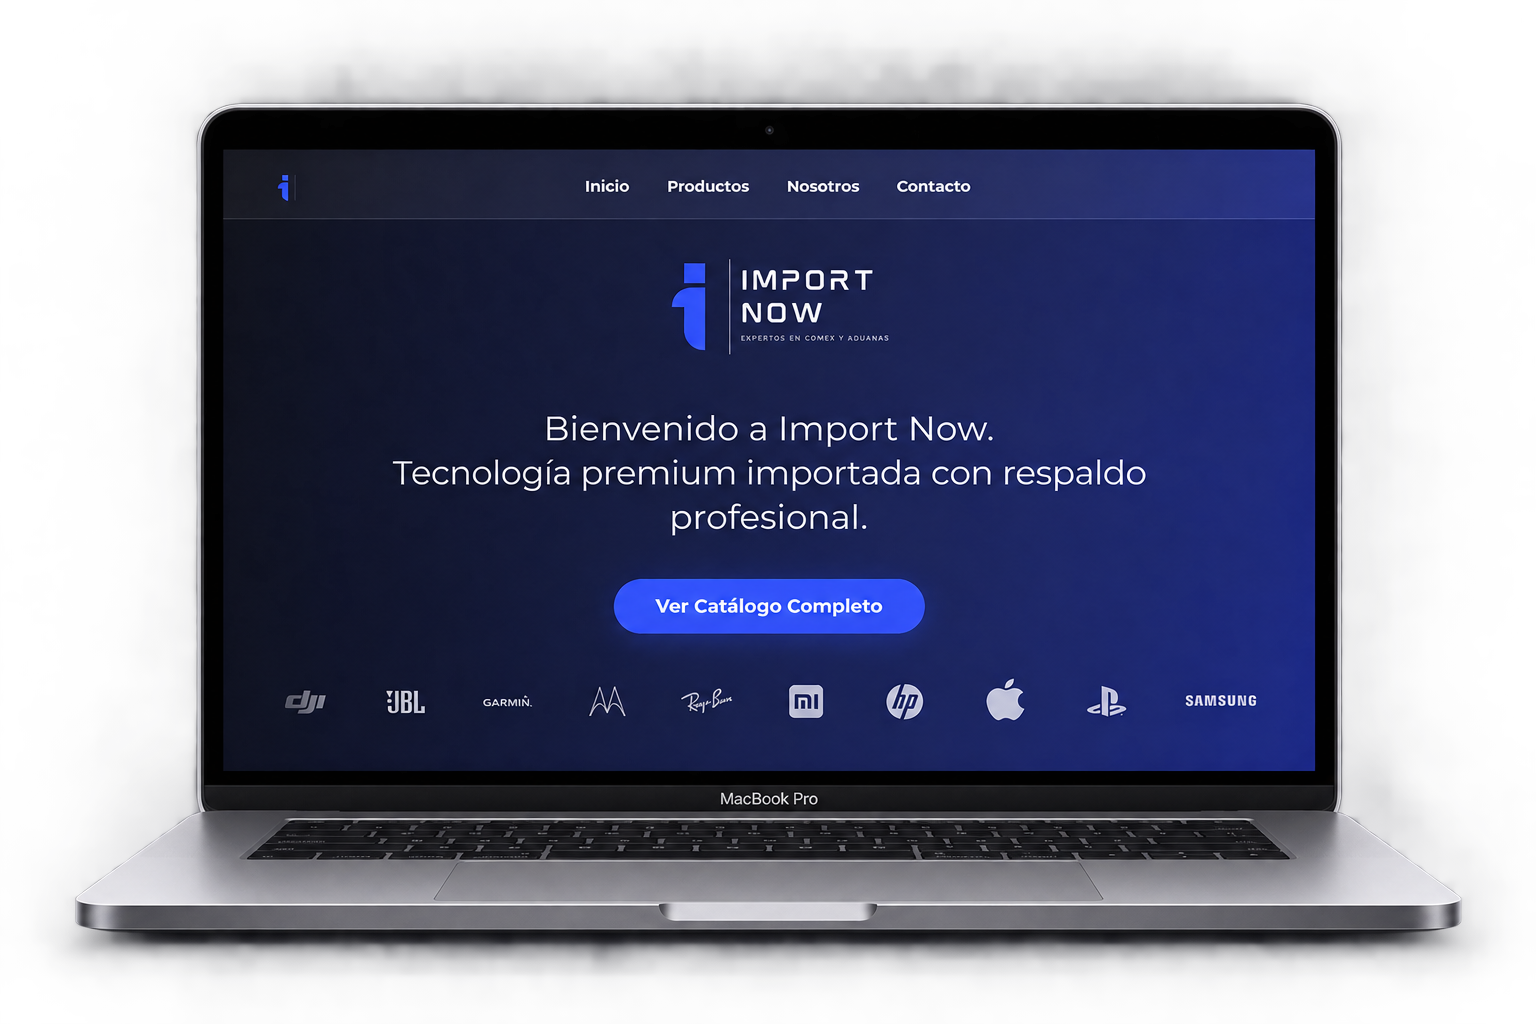 Inicio Productos Nosotros Contacto
IMPORT
NOW
EXPERTOS EN COMEX Y ADUANAS
Bienvenido a Import Now.
Tecnología premium importada con respaldo
profesional.
Ver Catálogo Completo
dji JBL GARMIN. Ray-Ban mi hp SAMSUNG
MacBook Pro